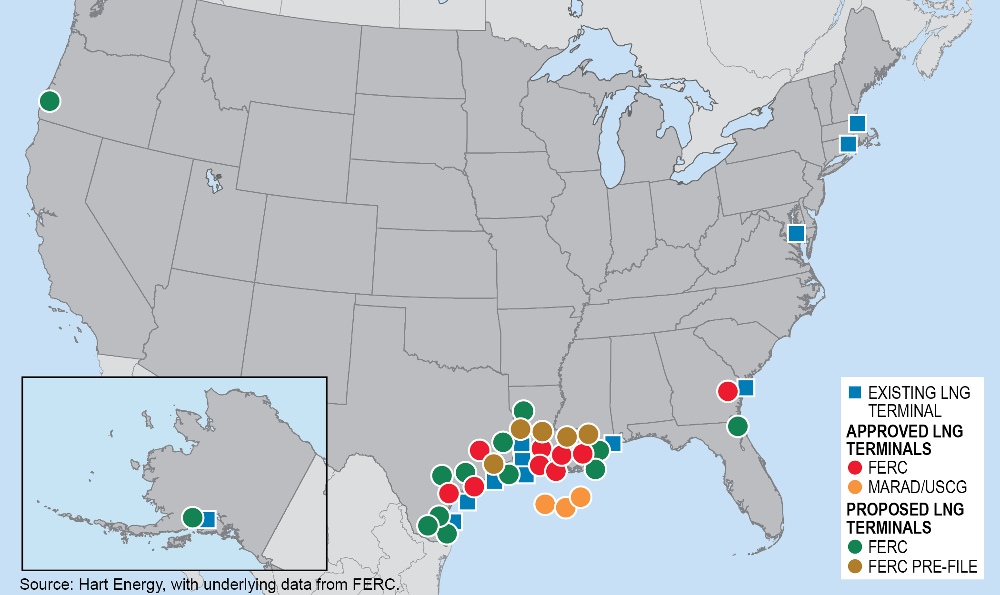 EXISTING LNG
TERMINAL
APPROVED LNG
TERMINALS
FERC
MARAD/USCG
PROPOSED LNG
TERMINALS
FERC
FERC PRE-FILE
Source: Hart Energy, with underlying data from FERC.